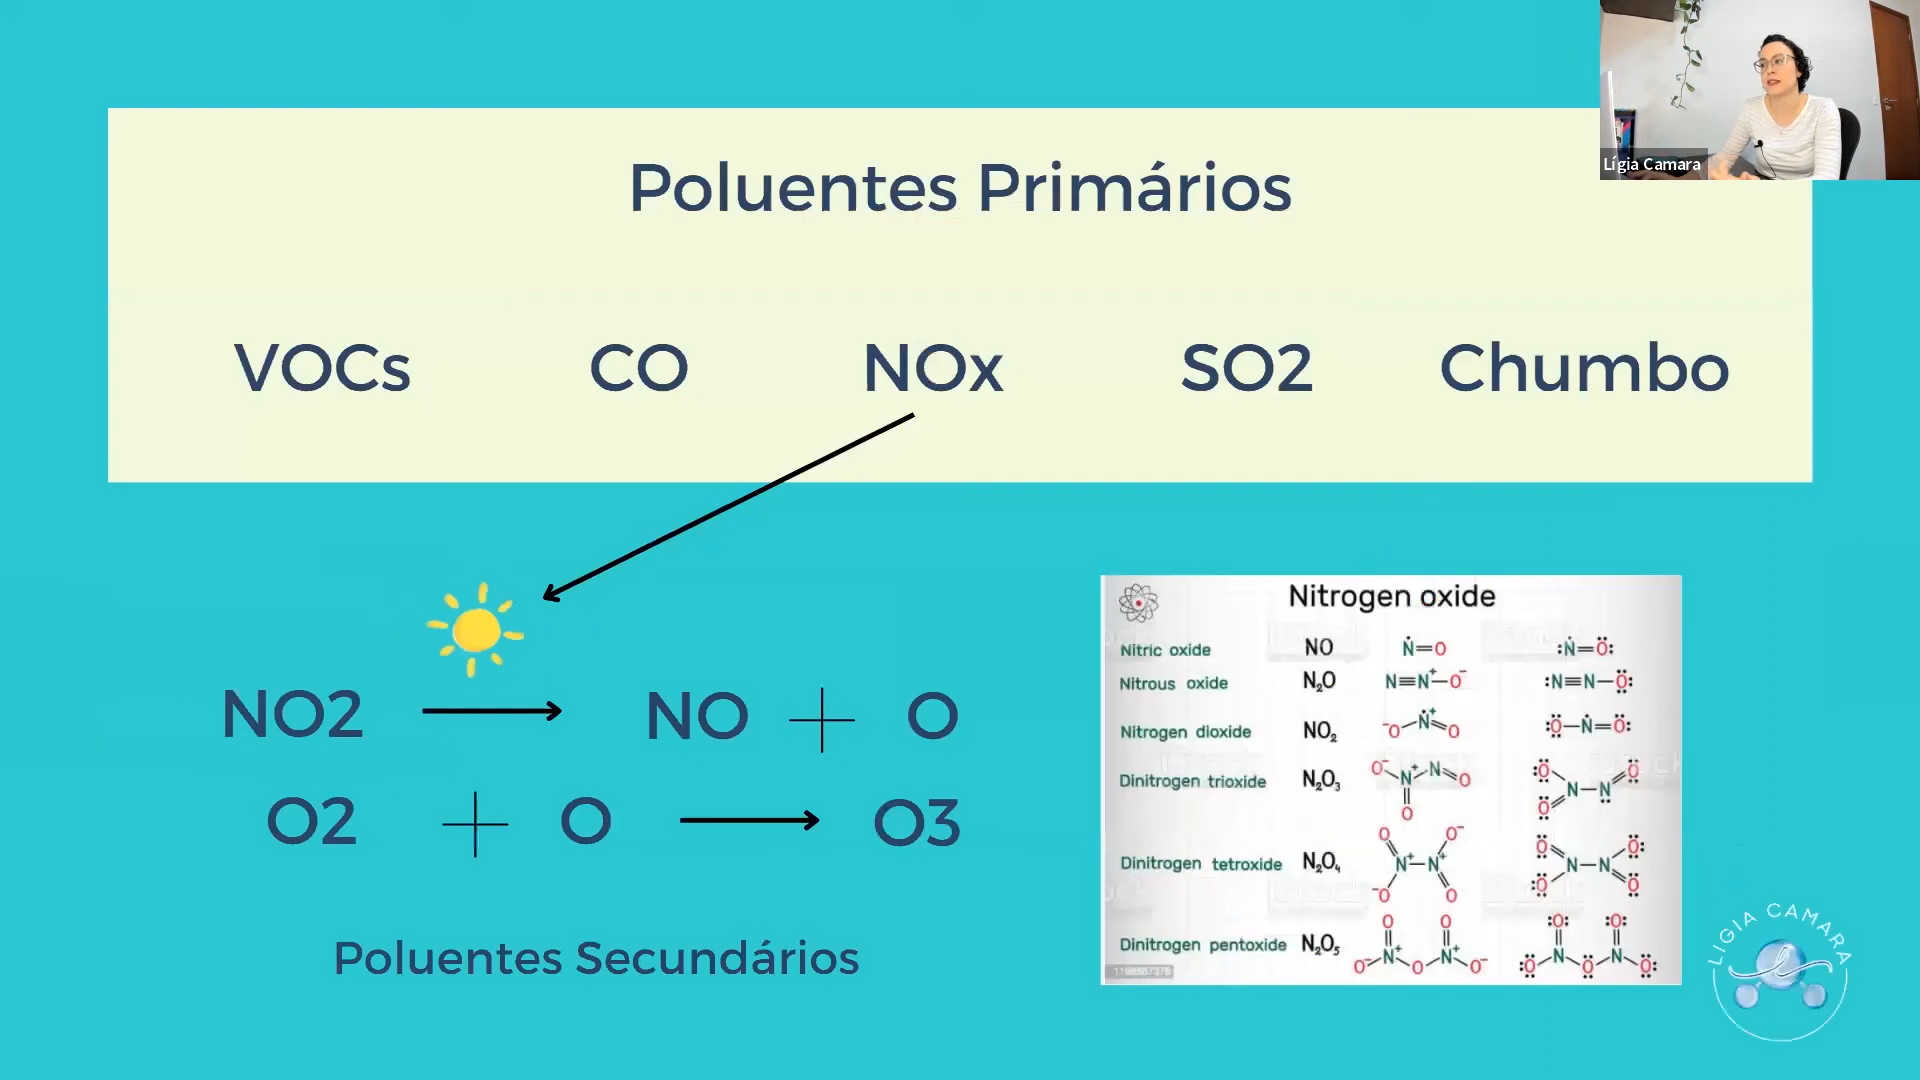 Lígia Camara
Poluentes Primários
VOCs CO NOx SO2 Chumbo
NO2 → NO + O
O2 + O → O3
Poluentes Secundários
Nitrogen oxide
Nitric oxide NO N=O :N=O:
Nitrous oxide N₂O N≡N⁺—O⁻ :N≡N—O:
Nitrogen dioxide NO₂ ⁻O—N⁺=O :O—N=O:
Dinitrogen trioxide N₂O₃
Dinitrogen tetroxide N₂O₄
Dinitrogen pentoxide N₂O₅
LIGIA CAMARA